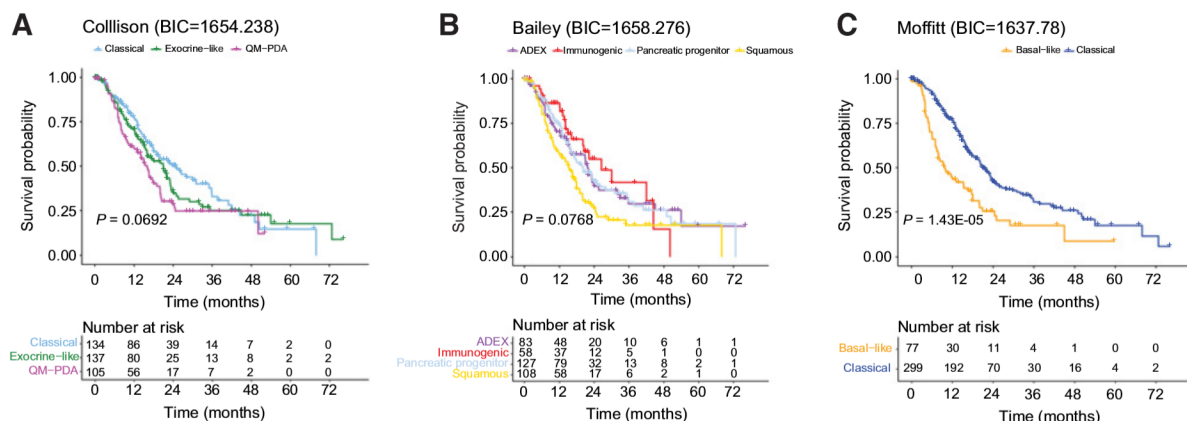 A
Colllison (BIC=1654.238)
Classical Exocrine-like QM-PDA
Survival probability
1.00
0.75
0.50
0.25
0.00
P = 0.0692
0 12 24 36 48 60 72
Time (months)
Number at risk
Classical 134 86 39 14 7 2 0
Exocrine-like 137 80 25 13 8 2 2
QM-PDA 105 56 17 7 2 0 0
0 12 24 36 48 60 72
Time (months)
B
Bailey (BIC=1658.276)
ADEX Immunogenic Pancreatic progenitor Squamous
Survival probability
1.00
0.75
0.50
0.25
0.00
P = 0.0768
0 12 24 36 48 60 72
Time (months)
Number at risk
ADEX 83 48 20 10 6 1 1
Immunogenic 58 37 12 5 1 0 0
Pancreatic progenitor 127 79 32 13 8 2 1
Squamous 108 58 17 6 2 1 0
0 12 24 36 48 60 72
Time (months)
C
Moffitt (BIC=1637.78)
Basal-like Classical
Survival probability
1.00
0.75
0.50
0.25
0.00
P = 1.43E-05
0 12 24 36 48 60 72
Time (months)
Number at risk
Basal-like 77 30 11 4 1 0 0
Classical 299 192 70 30 16 4 2
0 12 24 36 48 60 72
Time (months)